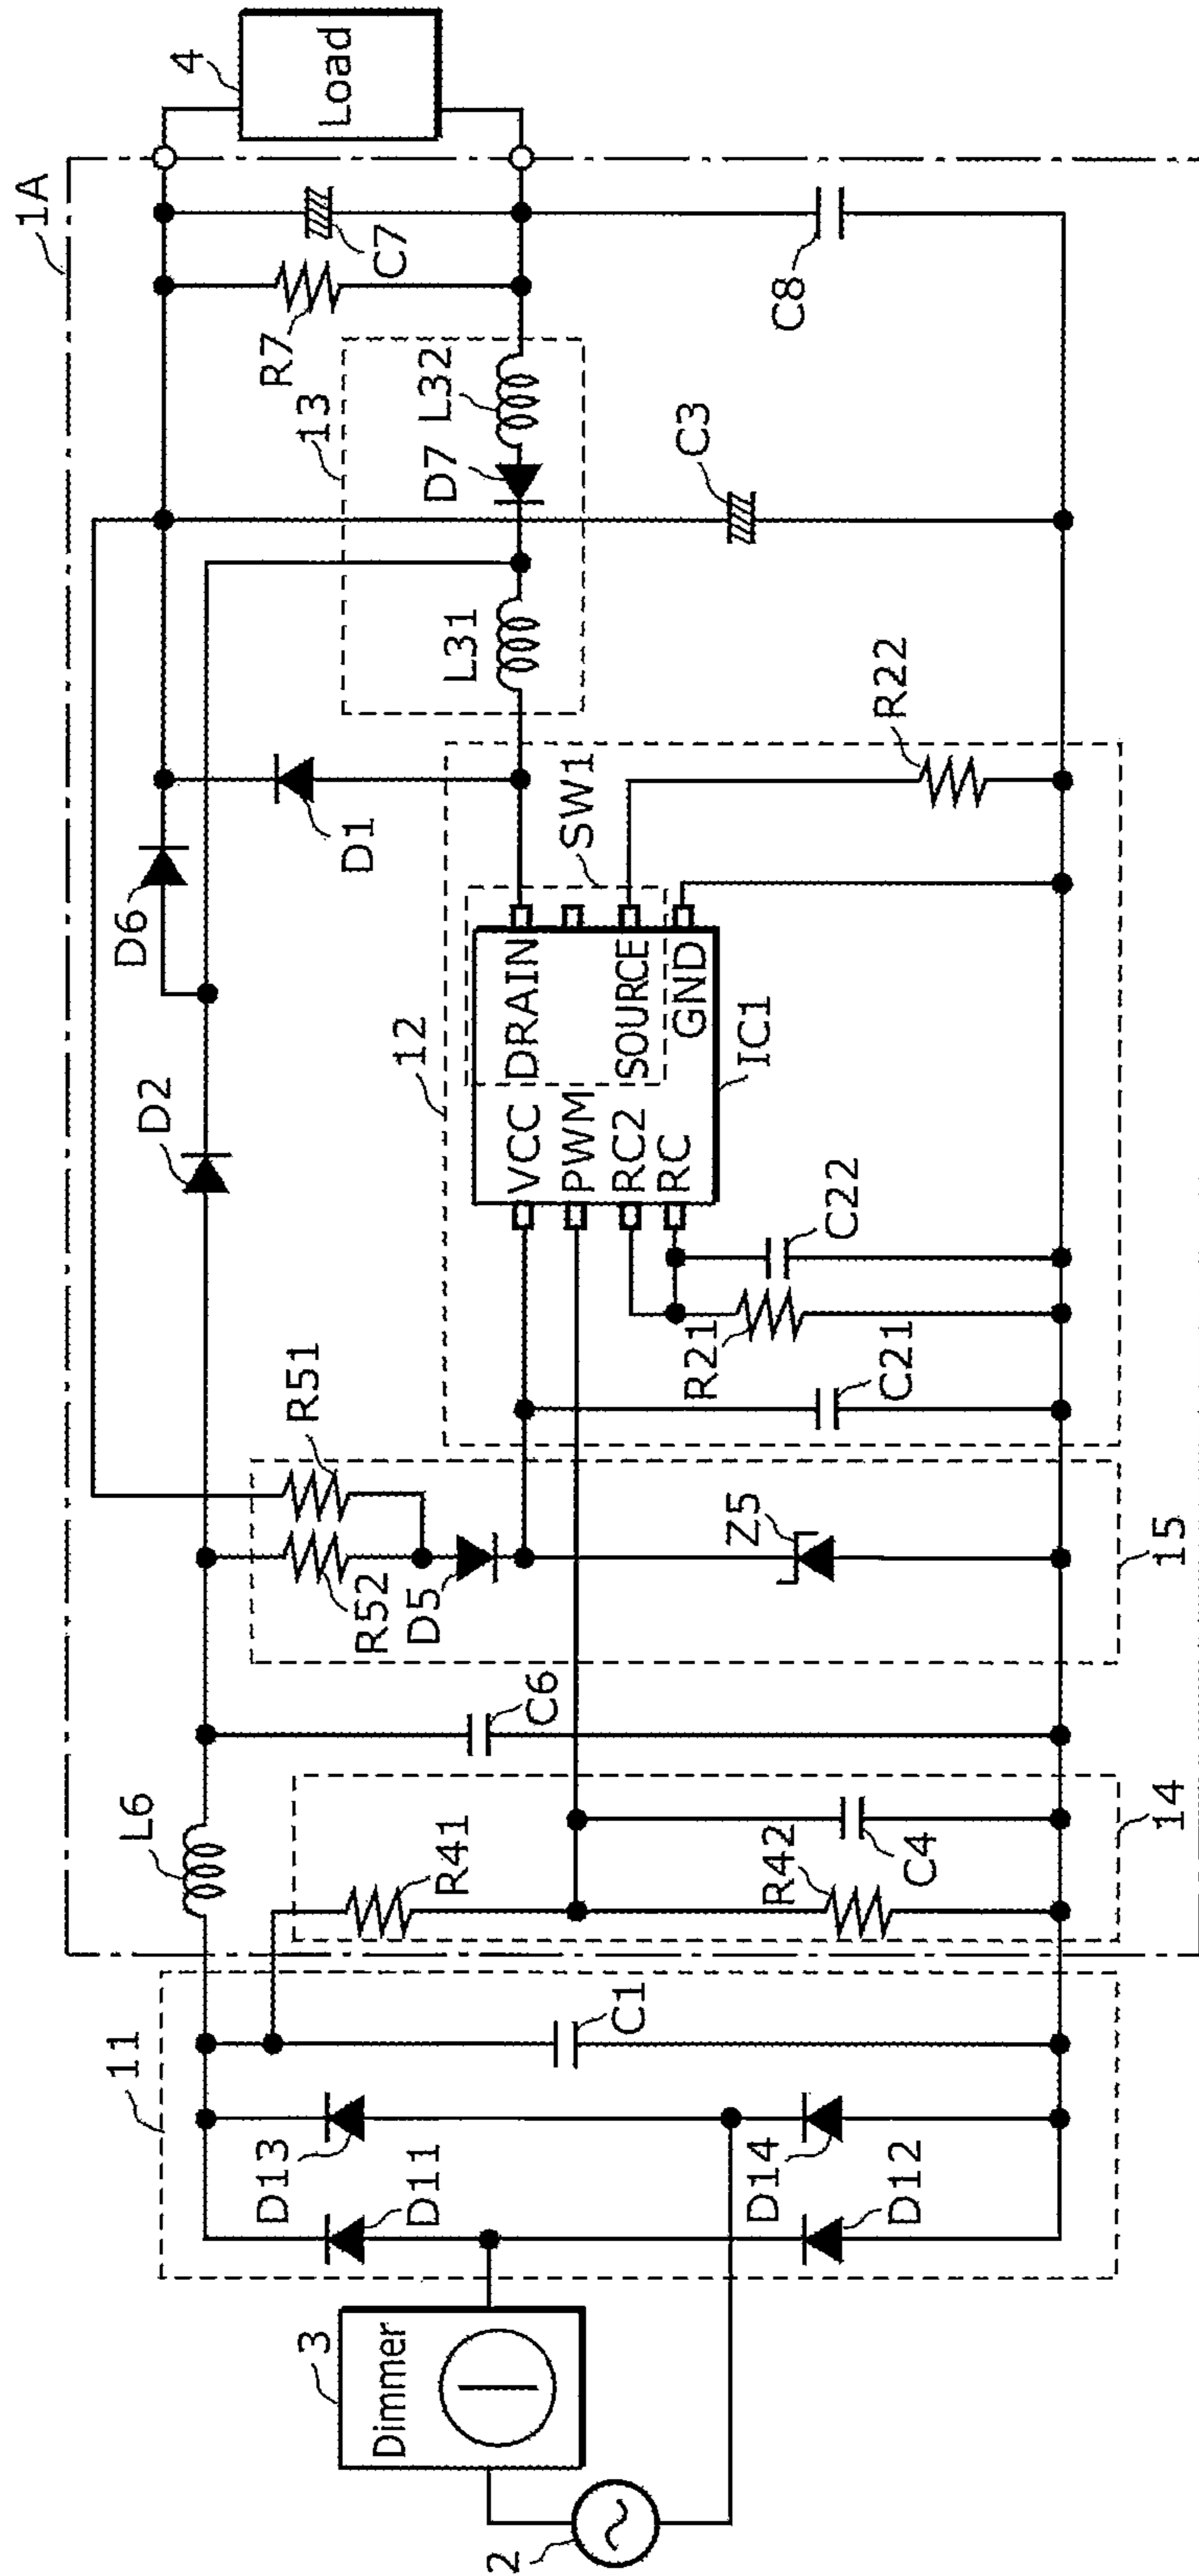 1A
4
Load
C7
R7
C8
13
L32
D7
C3
L31
D1
D6
SW1
R22
12
DRAIN
SOURCE
GND
VCC
PWM
RC2
RC
IC1
D2
C22
R21
C21
R51
R52
D5
Z5
15
C6
L6
R41
R42
C4
14
11
C1
D13
D11
D14
D12
3
Dimmer
2